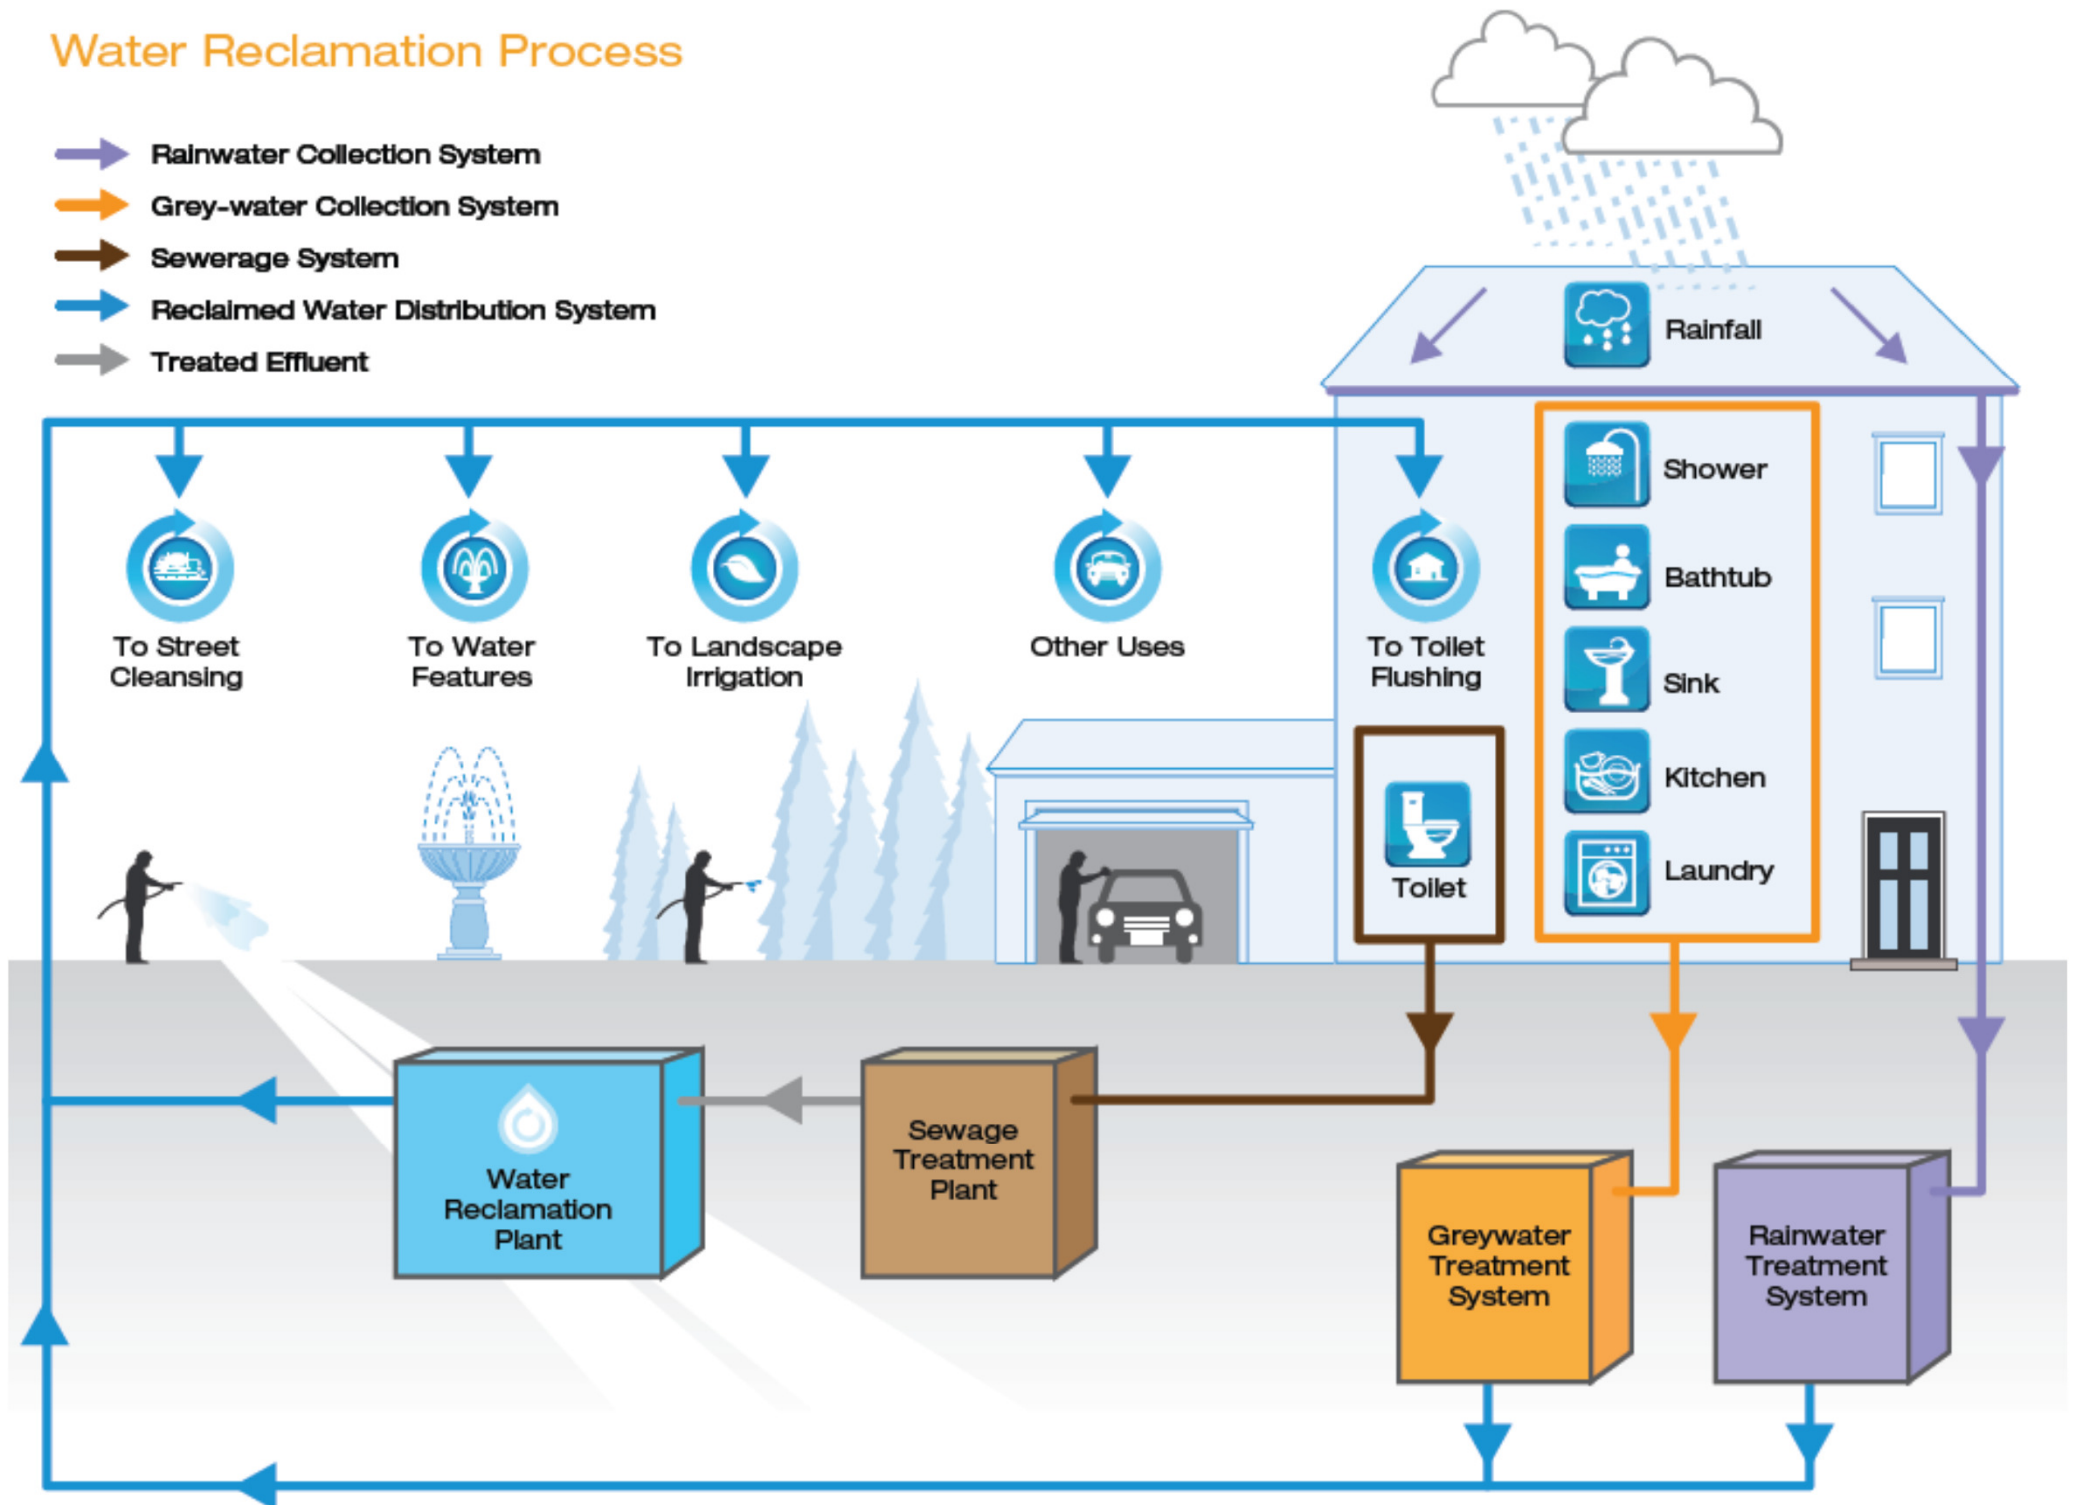 Water Reclamation Process
Rainwater Collection System
Grey-water Collection System
Sewerage System
Reclaimed Water Distribution System
Treated Effluent
Rainfall
Shower
Bathtub
Sink
Kitchen
Laundry
To Street
Cleansing
To Water
Features
To Landscape
Irrigation
Other Uses
To Toilet
Flushing
Toilet
Water
Reclamation
Plant
Sewage
Treatment
Plant
Greywater
Treatment
System
Rainwater
Treatment
System